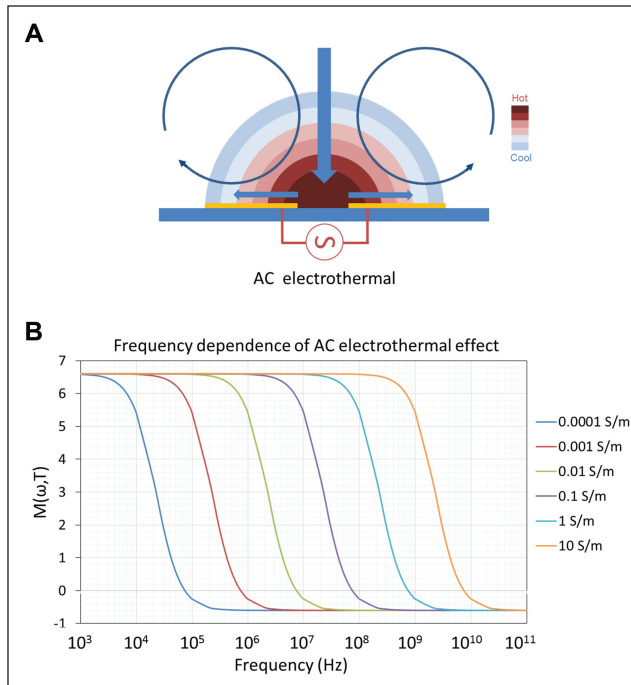 A
Hot
Cool
S
AC electrothermal
B
Frequency dependence of AC electrothermal effect
7
6
5
4
3
2
1
0
-1
M(ω,T)
10³ 10⁴ 10⁵ 10⁶ 10⁷ 10⁸ 10⁹ 10¹⁰ 10¹¹
Frequency (Hz)
0.0001 S/m
0.001 S/m
0.01 S/m
0.1 S/m
1 S/m
10 S/m